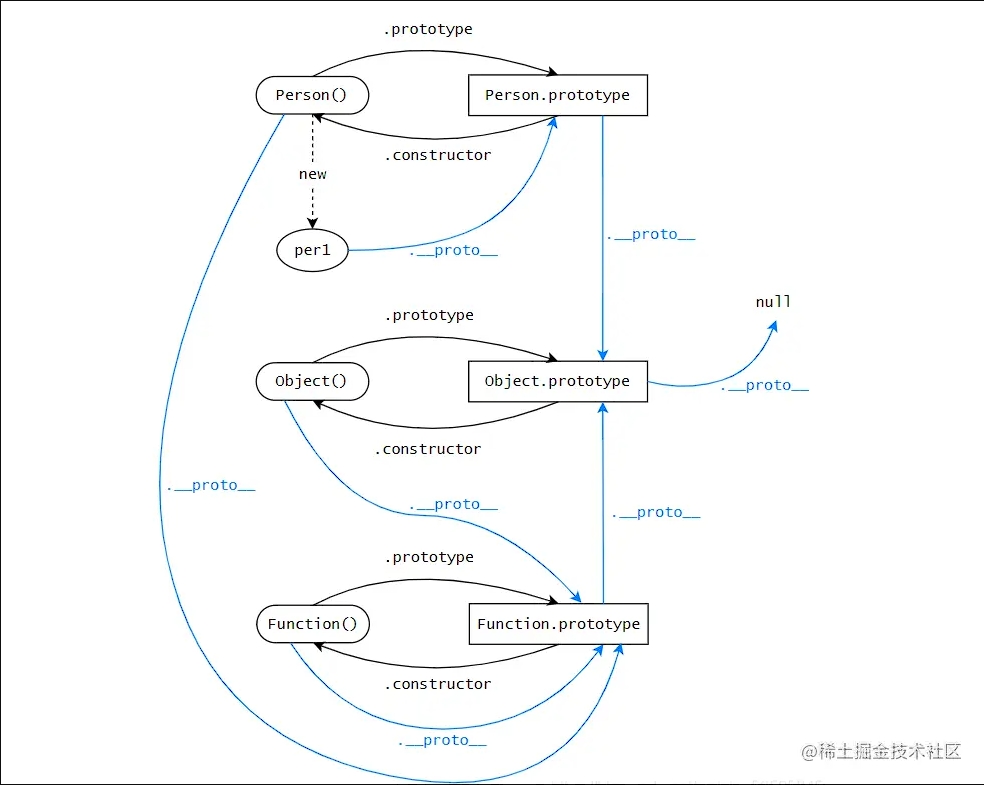 .prototype
Person()
Person.prototype
.constructor
new
per1
.__proto__
.__proto__
null
.prototype
Object()
Object.prototype
.__proto__
.constructor
.__proto__
.__proto__
.__proto__
.prototype
Function()
Function.prototype
.constructor
.__proto__
@稀土掘金技术社区